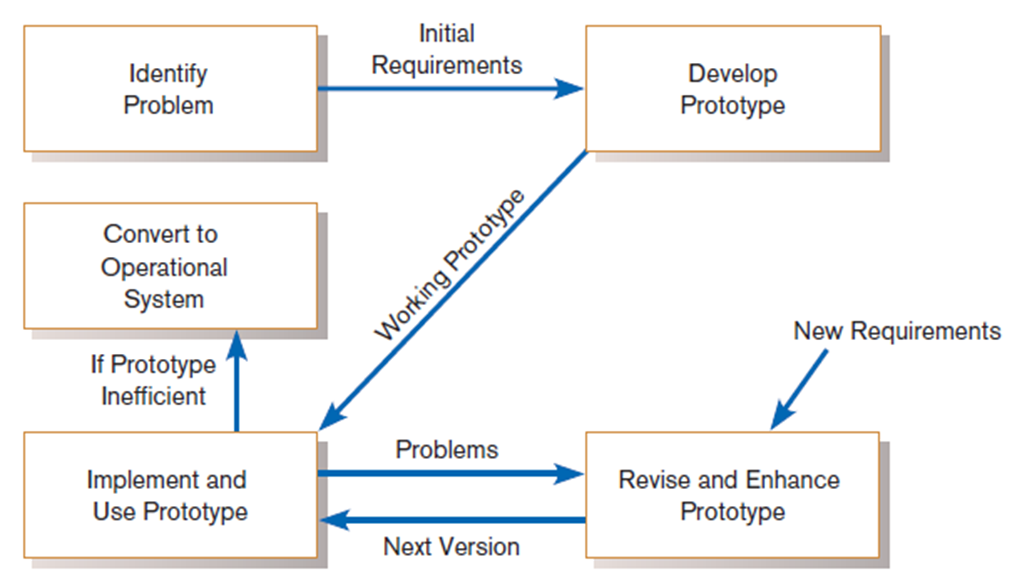 Identify
Problem
Initial
Requirements
Develop
Prototype
Working Prototype
Convert to
Operational
System
If Prototype
Inefficient
New Requirements
Implement and
Use Prototype
Problems
Next Version
Revise and Enhance
Prototype